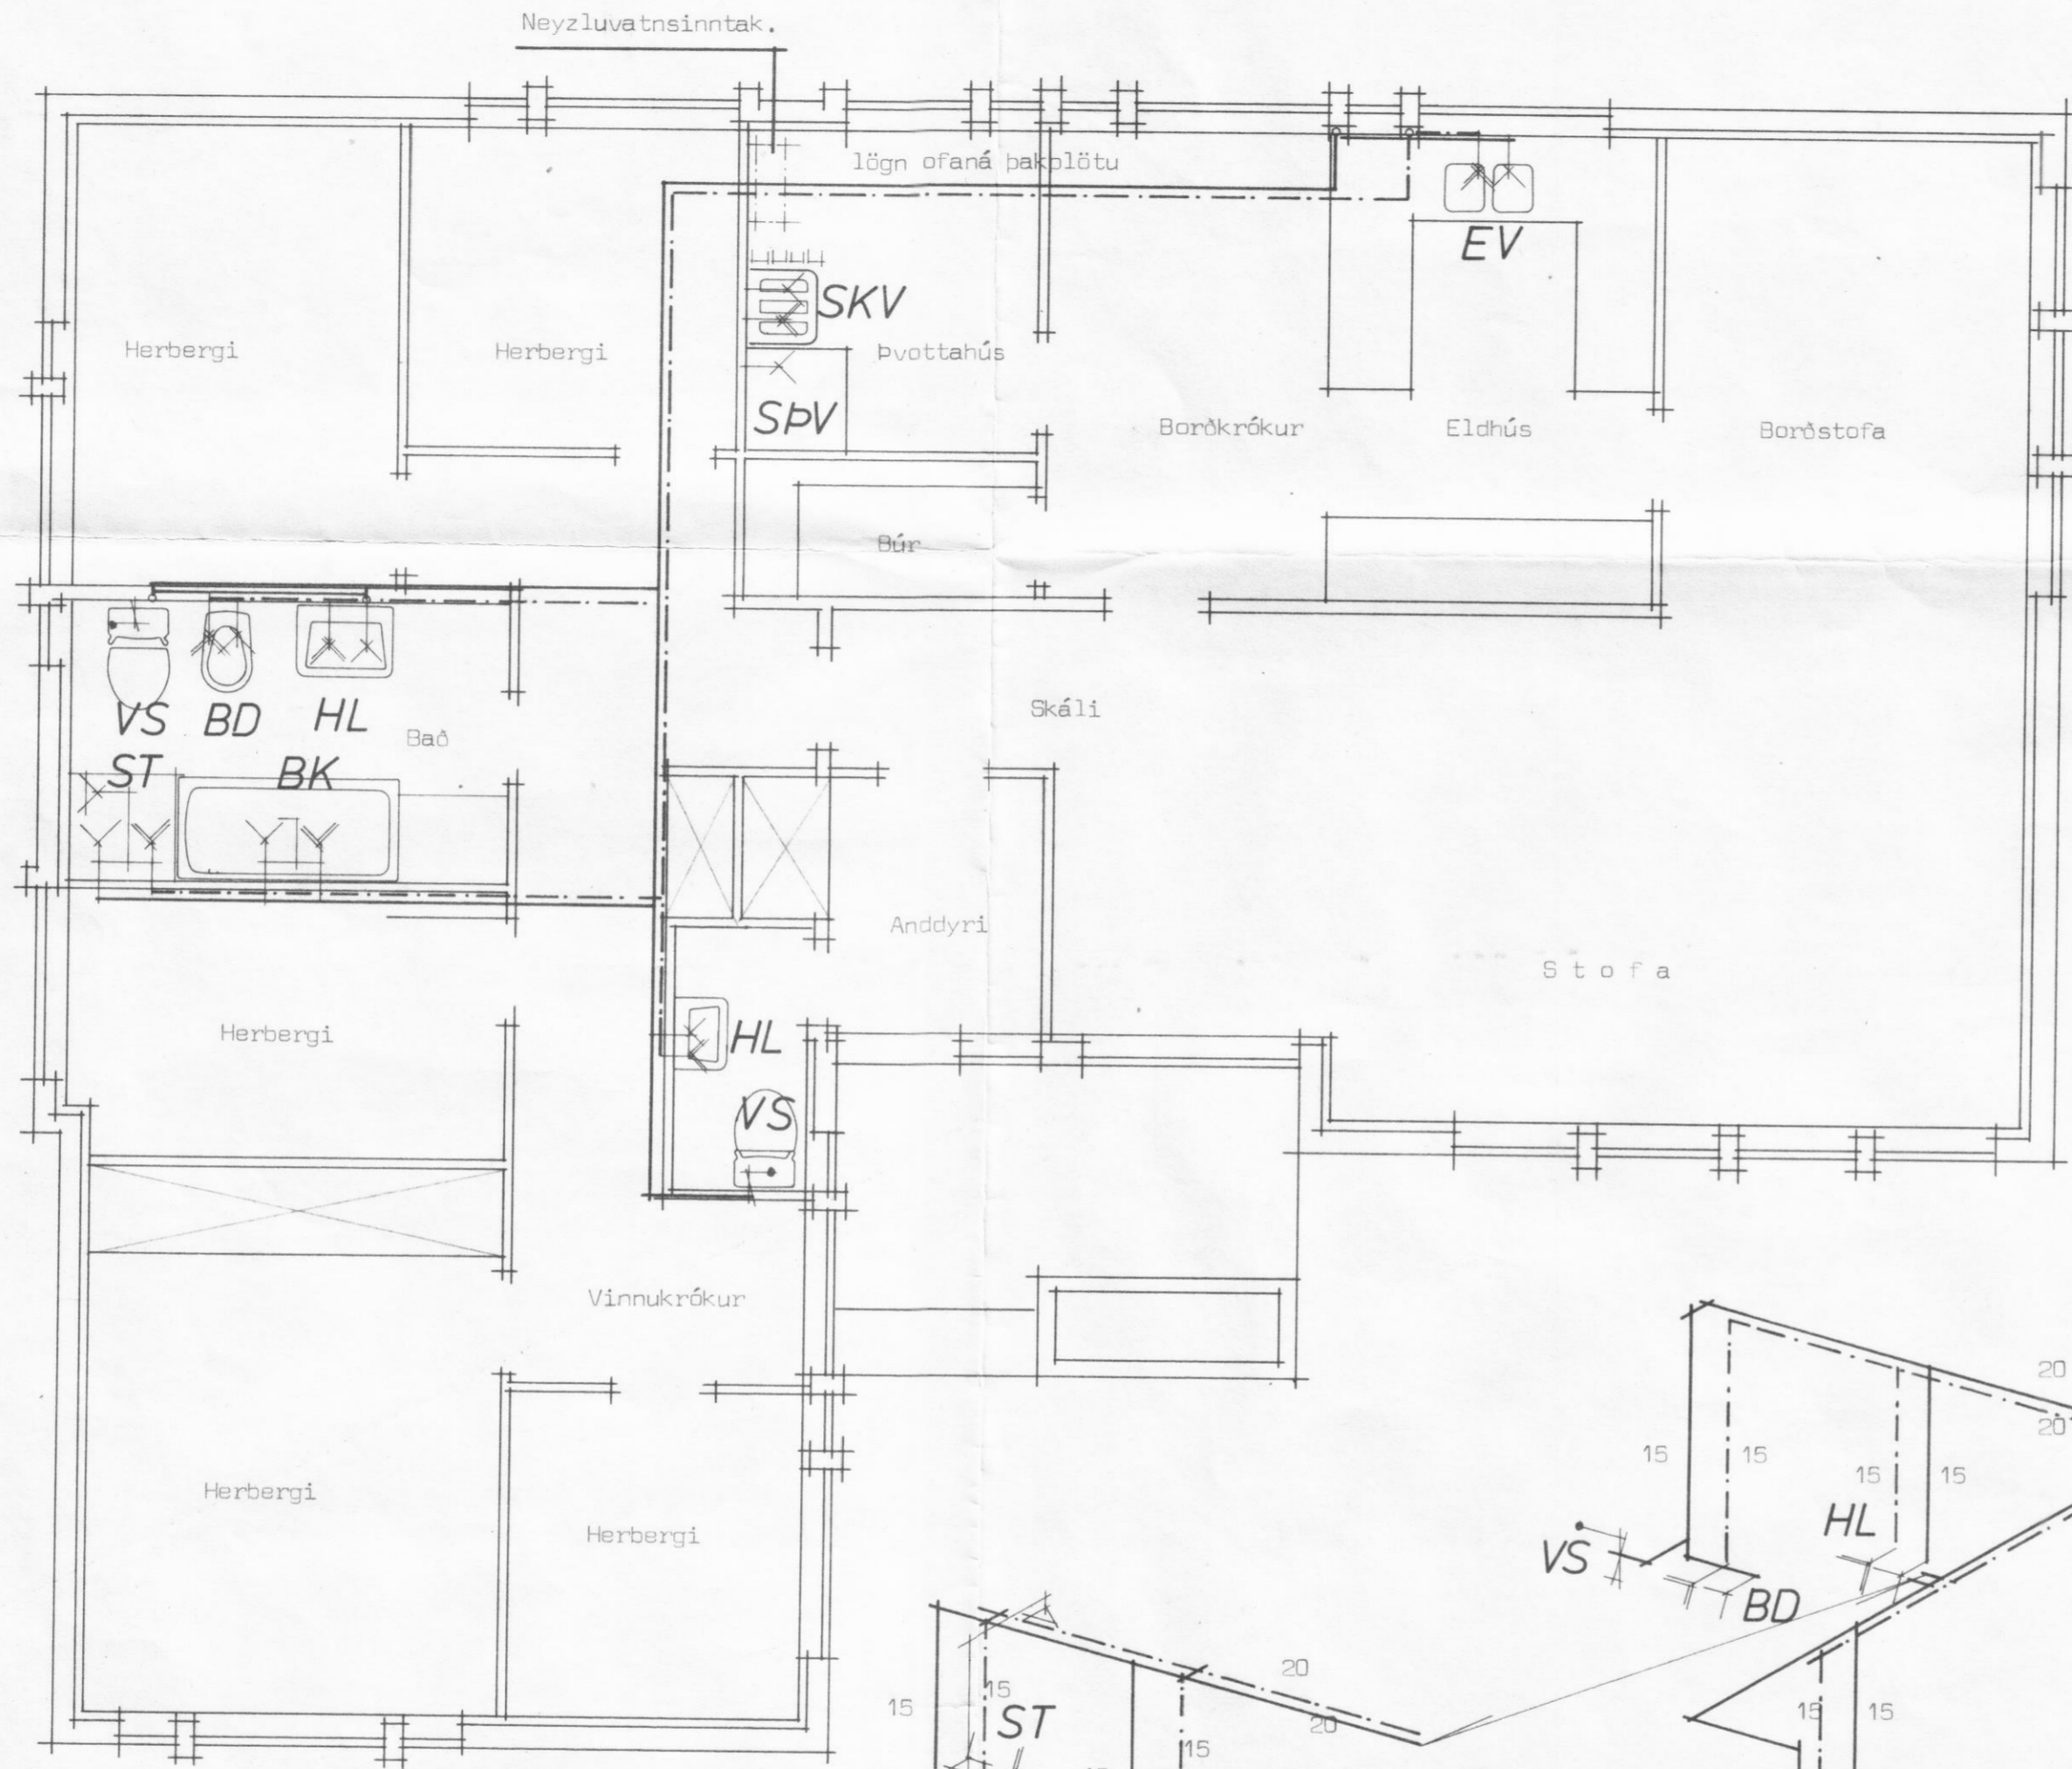 Neyzluvatnsinntak.
lögn ofaná þakplötu
EV
SKV
Herbergi
Herbergi
Þvottahús
SÞV
Borðkrókur
Eldhús
Borðstofa
Búr
VS
BD
HL
Bað
Skáli
ST
BK
Anddyri
Stofa
Herbergi
HL
VS
Vinnukrókur
20
20
15
15
15
15
Herbergi
HL
Herbergi
VS
BD
20
15
15
ST
20
15
15
15